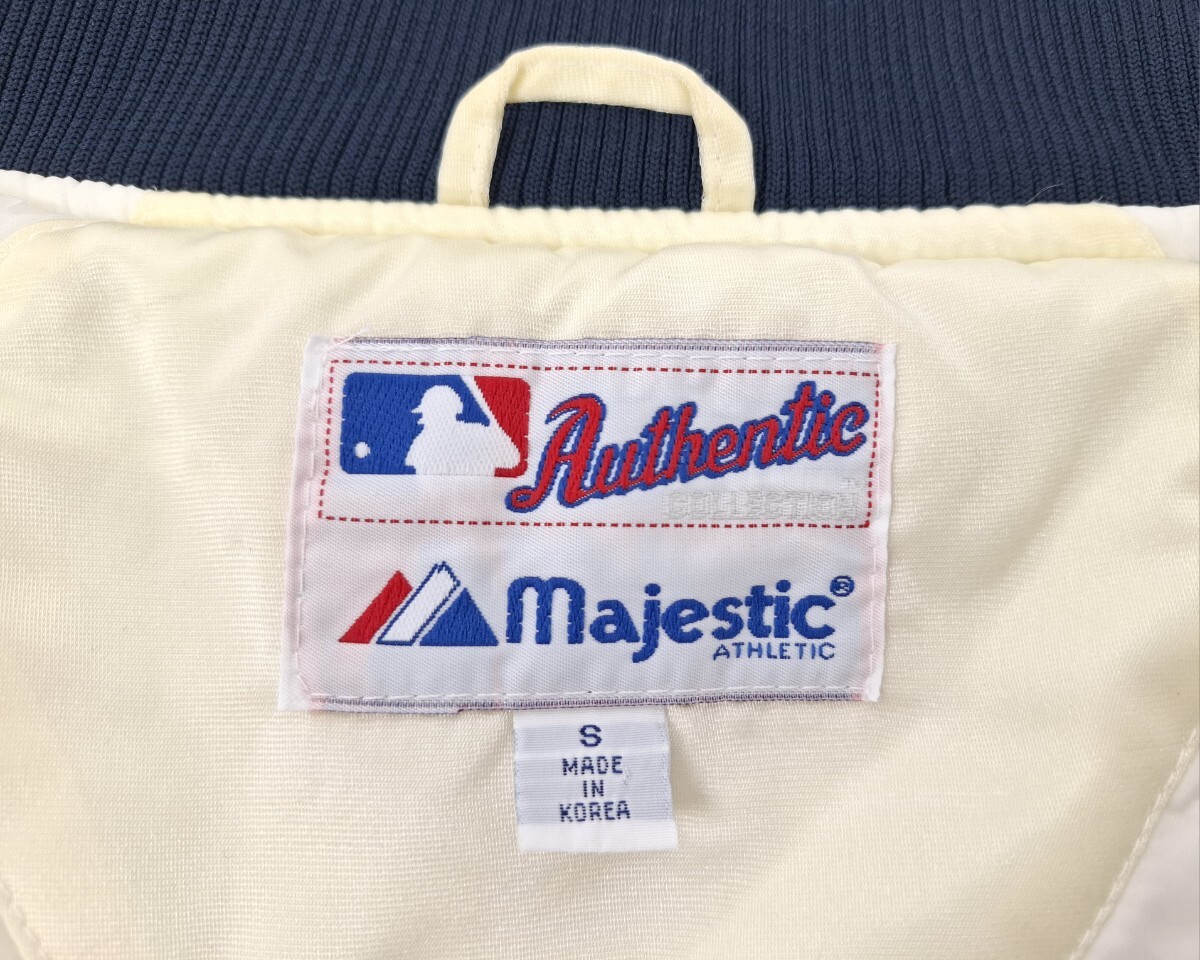 Authentic
COLLECTION
Majestic®
ATHLETIC
S
MADE
IN
KOREA